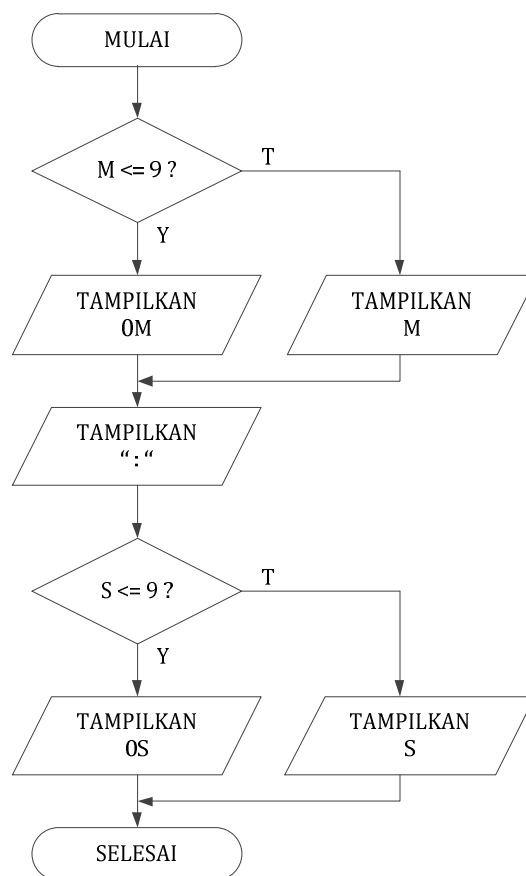 MULAI
M <= 9 ?
T
Y
TAMPILKAN
0M
TAMPILKAN
M
TAMPILKAN
“ : “
S <= 9 ?
T
Y
TAMPILKAN
0S
TAMPILKAN
S
SELESAI